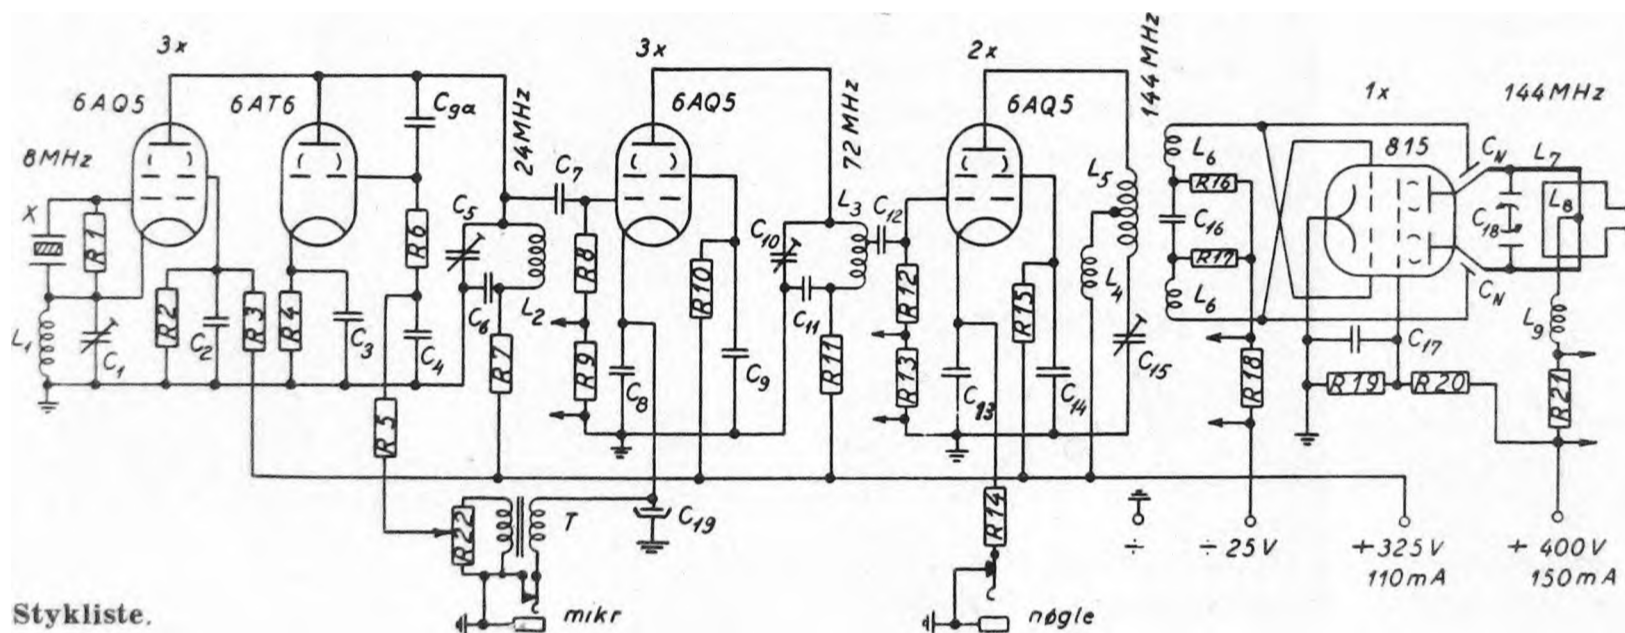 3x
6AQ5
8MHz
X
R1
L1
C1
R2
C2
R3
6AT6
R4
C3
Cga
R6
C4
R5
24MHz
C5
C6
L2
R7
C7
3x
6AQ5
R8
R9
C8
R10
C9
72MHz
C10
L3
C11
R11
C12
2x
6AQ5
R12
R13
C13
R15
C14
144MHz
L5
L4
C15
L6
R16
C16
R17
L6
R18
1x
815
CN
CN
C17
R19
R20
144MHz
L7
L8
C18
L9
R21
R22
T
C19
mikr
R14
nøgle
÷
÷25V
+325V
110mA
+400V
150mA
Stykliste.